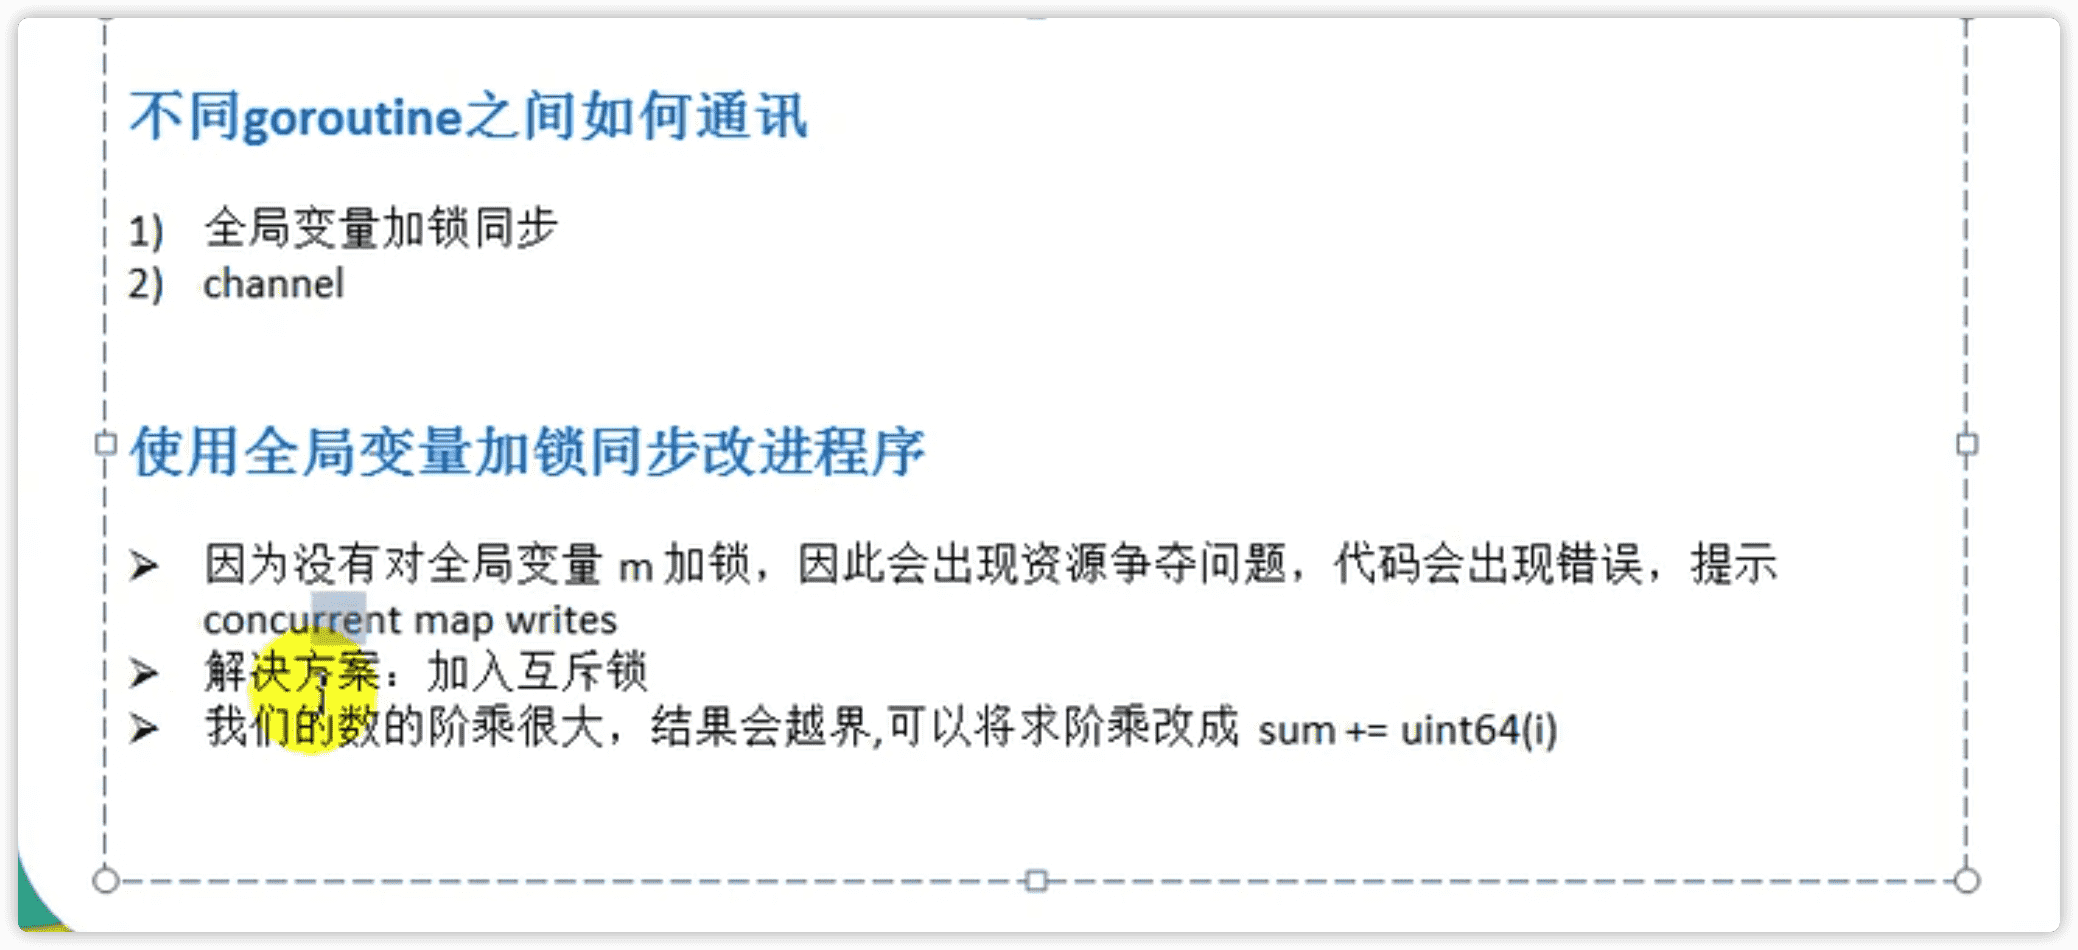 不同goroutine之间如何通讯
1) 全局变量加锁同步
2) channel
使用全局变量加锁同步改进程序
➢ 因为没有对全局变量 m 加锁，因此会出现资源争夺问题，代码会出现错误，提示
concurrent map writes
➢ 解决方案：加入互斥锁
➢ 我们的数的阶乘很大，结果会越界,可以将求阶乘改成 sum += uint64(i)